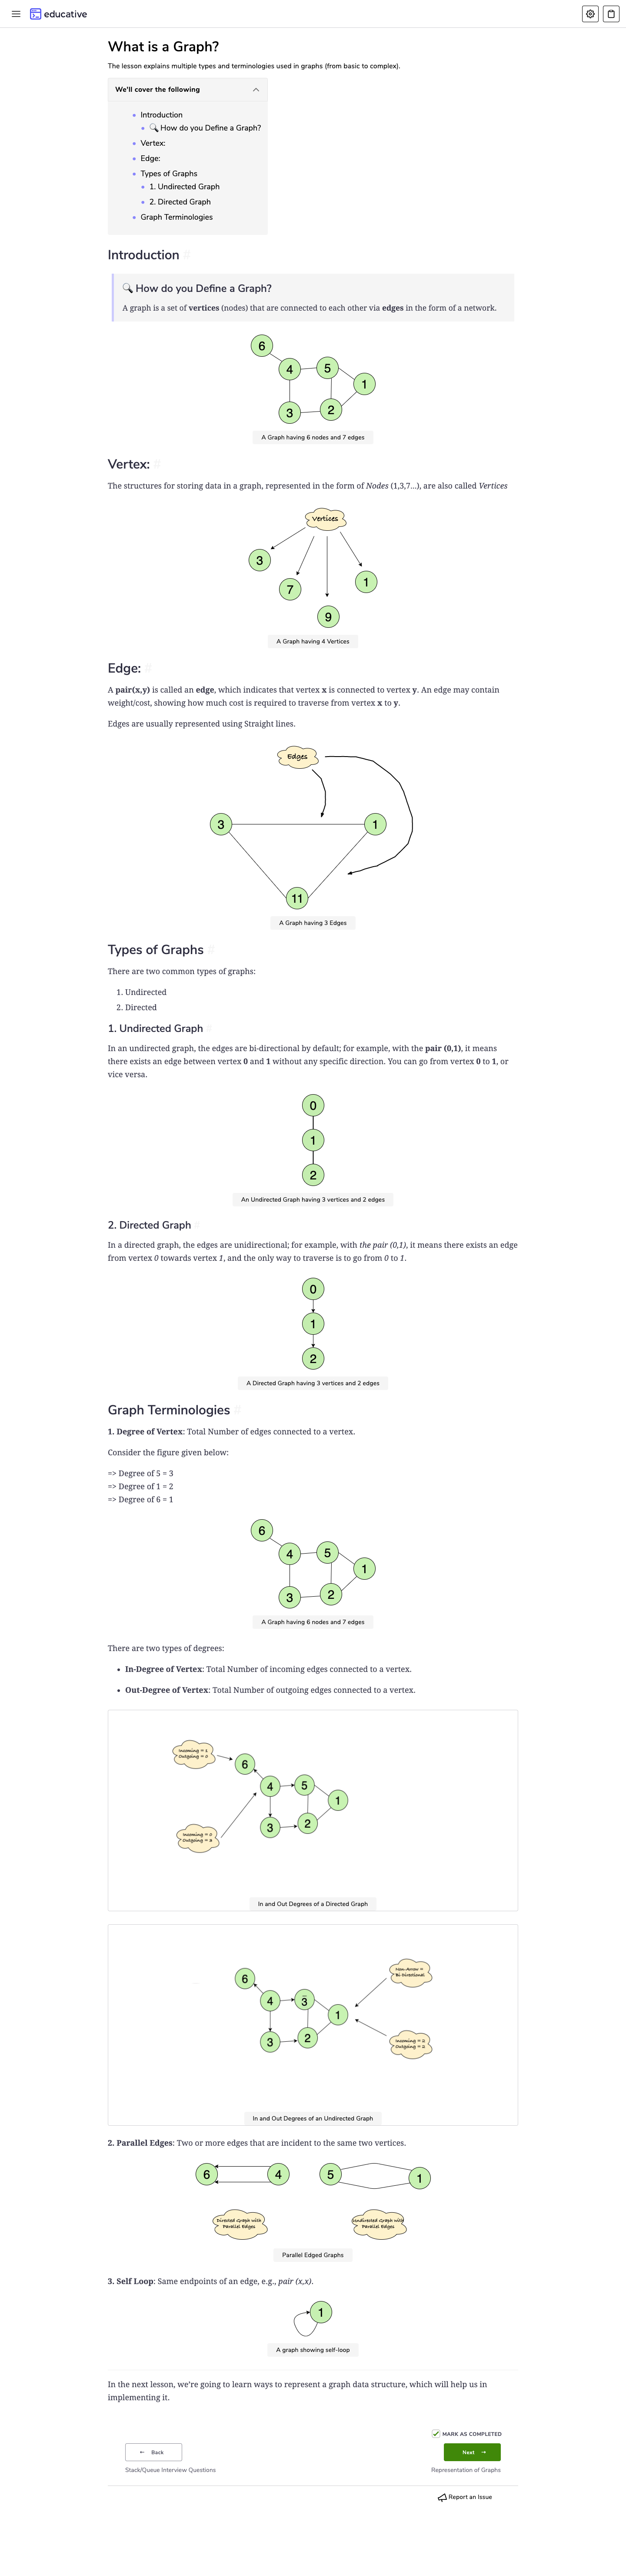 educative
What is a Graph?
The lesson explains multiple types and terminologies used in graphs (from basic to complex).
We'll cover the following
Introduction
🔍 How do you Define a Graph?
Vertex:
Edge:
Types of Graphs
1. Undirected Graph
2. Directed Graph
Graph Terminologies
Introduction
🔍 How do you Define a Graph?
A graph is a set of vertices (nodes) that are connected to each other via edges in the form of a network.
6
4 5
1
3 2
A Graph having 6 nodes and 7 edges
Vertex:
The structures for storing data in a graph, represented in the form of Nodes (1,3,7...), are also called Vertices
Vertices
3
7 1
9
A Graph having 4 Vertices
Edge:
A pair(x,y) is called an edge, which indicates that vertex x is connected to vertex y. An edge may contain
weight/cost, showing how much cost is required to traverse from vertex x to y.
Edges are usually represented using Straight lines.
Edges
3 1
11
A Graph having 3 Edges
Types of Graphs
There are two common types of graphs:
1. Undirected
2. Directed
1. Undirected Graph
In an undirected graph, the edges are bi-directional by default; for example, with the pair (0,1), it means
there exists an edge between vertex 0 and 1 without any specific direction. You can go from vertex 0 to 1, or
vice versa.
0
1
2
An Undirected Graph having 3 vertices and 2 edges
2. Directed Graph
In a directed graph, the edges are unidirectional; for example, with the pair (0,1), it means there exists an edge
from vertex 0 towards vertex 1, and the only way to traverse is to go from 0 to 1.
0
1
2
A Directed Graph having 3 vertices and 2 edges
Graph Terminologies
1. Degree of Vertex: Total Number of edges connected to a vertex.
Consider the figure given below:
=> Degree of 5 = 3
=> Degree of 1 = 2
=> Degree of 6 = 1
6
4 5
1
3 2
A Graph having 6 nodes and 7 edges
There are two types of degrees:
• In-Degree of Vertex: Total Number of incoming edges connected to a vertex.
• Out-Degree of Vertex: Total Number of outgoing edges connected to a vertex.
Incoming = 1
Outgoing = 0
6
4 5
1
3 2
Incoming = 0
Outgoing = 3
In and Out Degrees of a Directed Graph
Non-Arrow =
Bi-Directional
6
4 3
1
3 2
Incoming = 2
Outgoing = 2
In and Out Degrees of an Undirected Graph
2. Parallel Edges: Two or more edges that are incident to the same two vertices.
6 4 5 1
Directed Graph with
Parallel Edges
Undirected Graph with
Parallel Edges
Parallel Edged Graphs
3. Self Loop: Same endpoints of an edge, e.g., pair (x,x).
1
A graph showing self-loop
In the next lesson, we're going to learn ways to represent a graph data structure, which will help us in
implementing it.
MARK AS COMPLETED
← Back
Next →
Stack/Queue Interview Questions
Representation of Graphs
Report an Issue